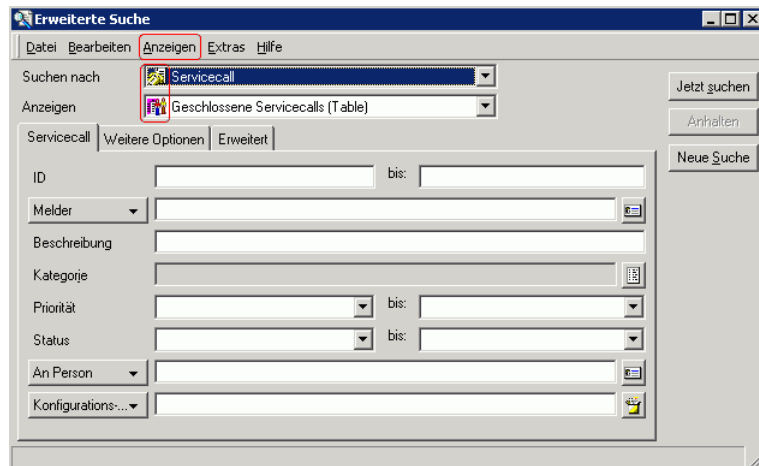 Erweiterte Suche
Datei Bearbeiten Anzeigen Extras Hilfe
Suchen nach Servicecall
Anzeigen Geschlossene Servicecalls (Table)
Jetzt suchen
Anhalten
Neue Suche
Servicecall Weitere Optionen Erweitert
ID bis:
Melder
Beschreibung
Kategorie
Priorität bis:
Status bis:
An Person
Konfigurations-...